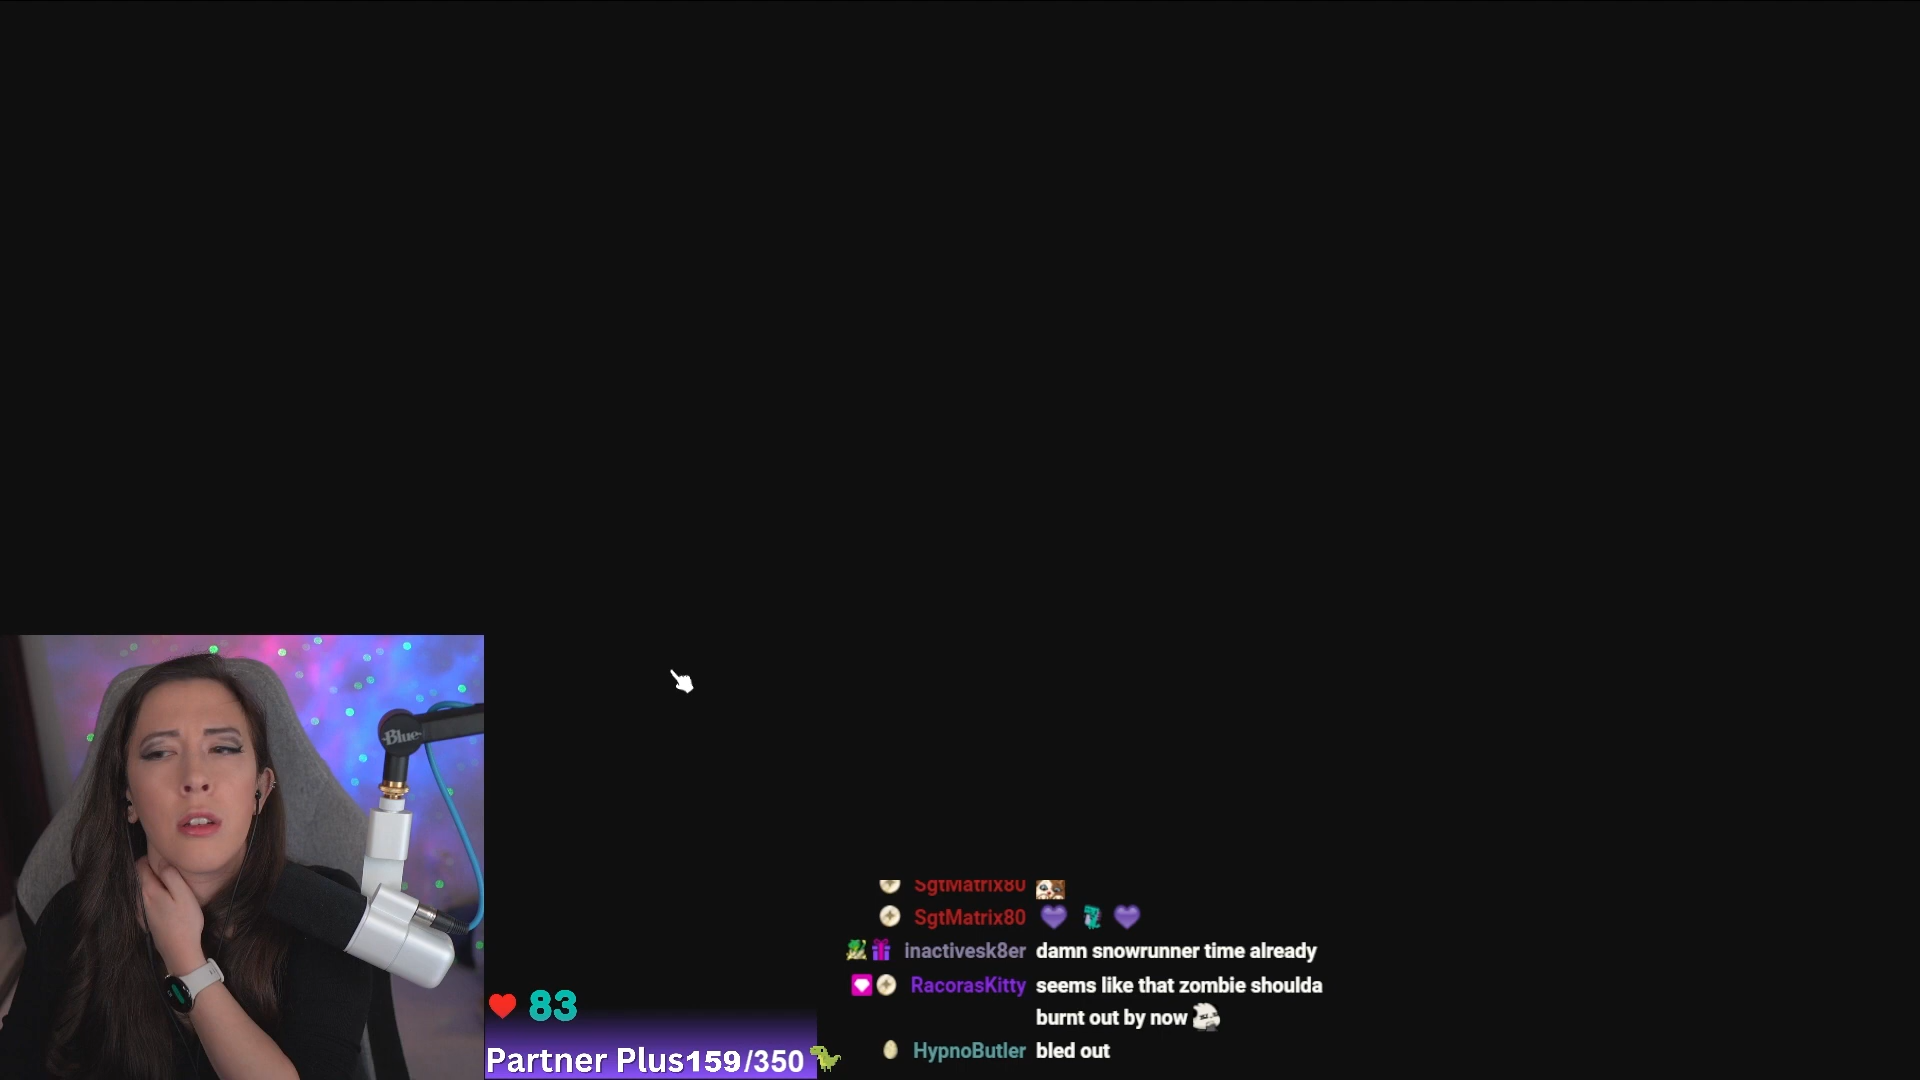 SgtMatrix80
SgtMatrix80
inactivesk8er damn snowrunner time already
RacorasKitty seems like that zombie shoulda
burnt out by now
HypnoButler bled out
Blue
83
Partner Plus159/350